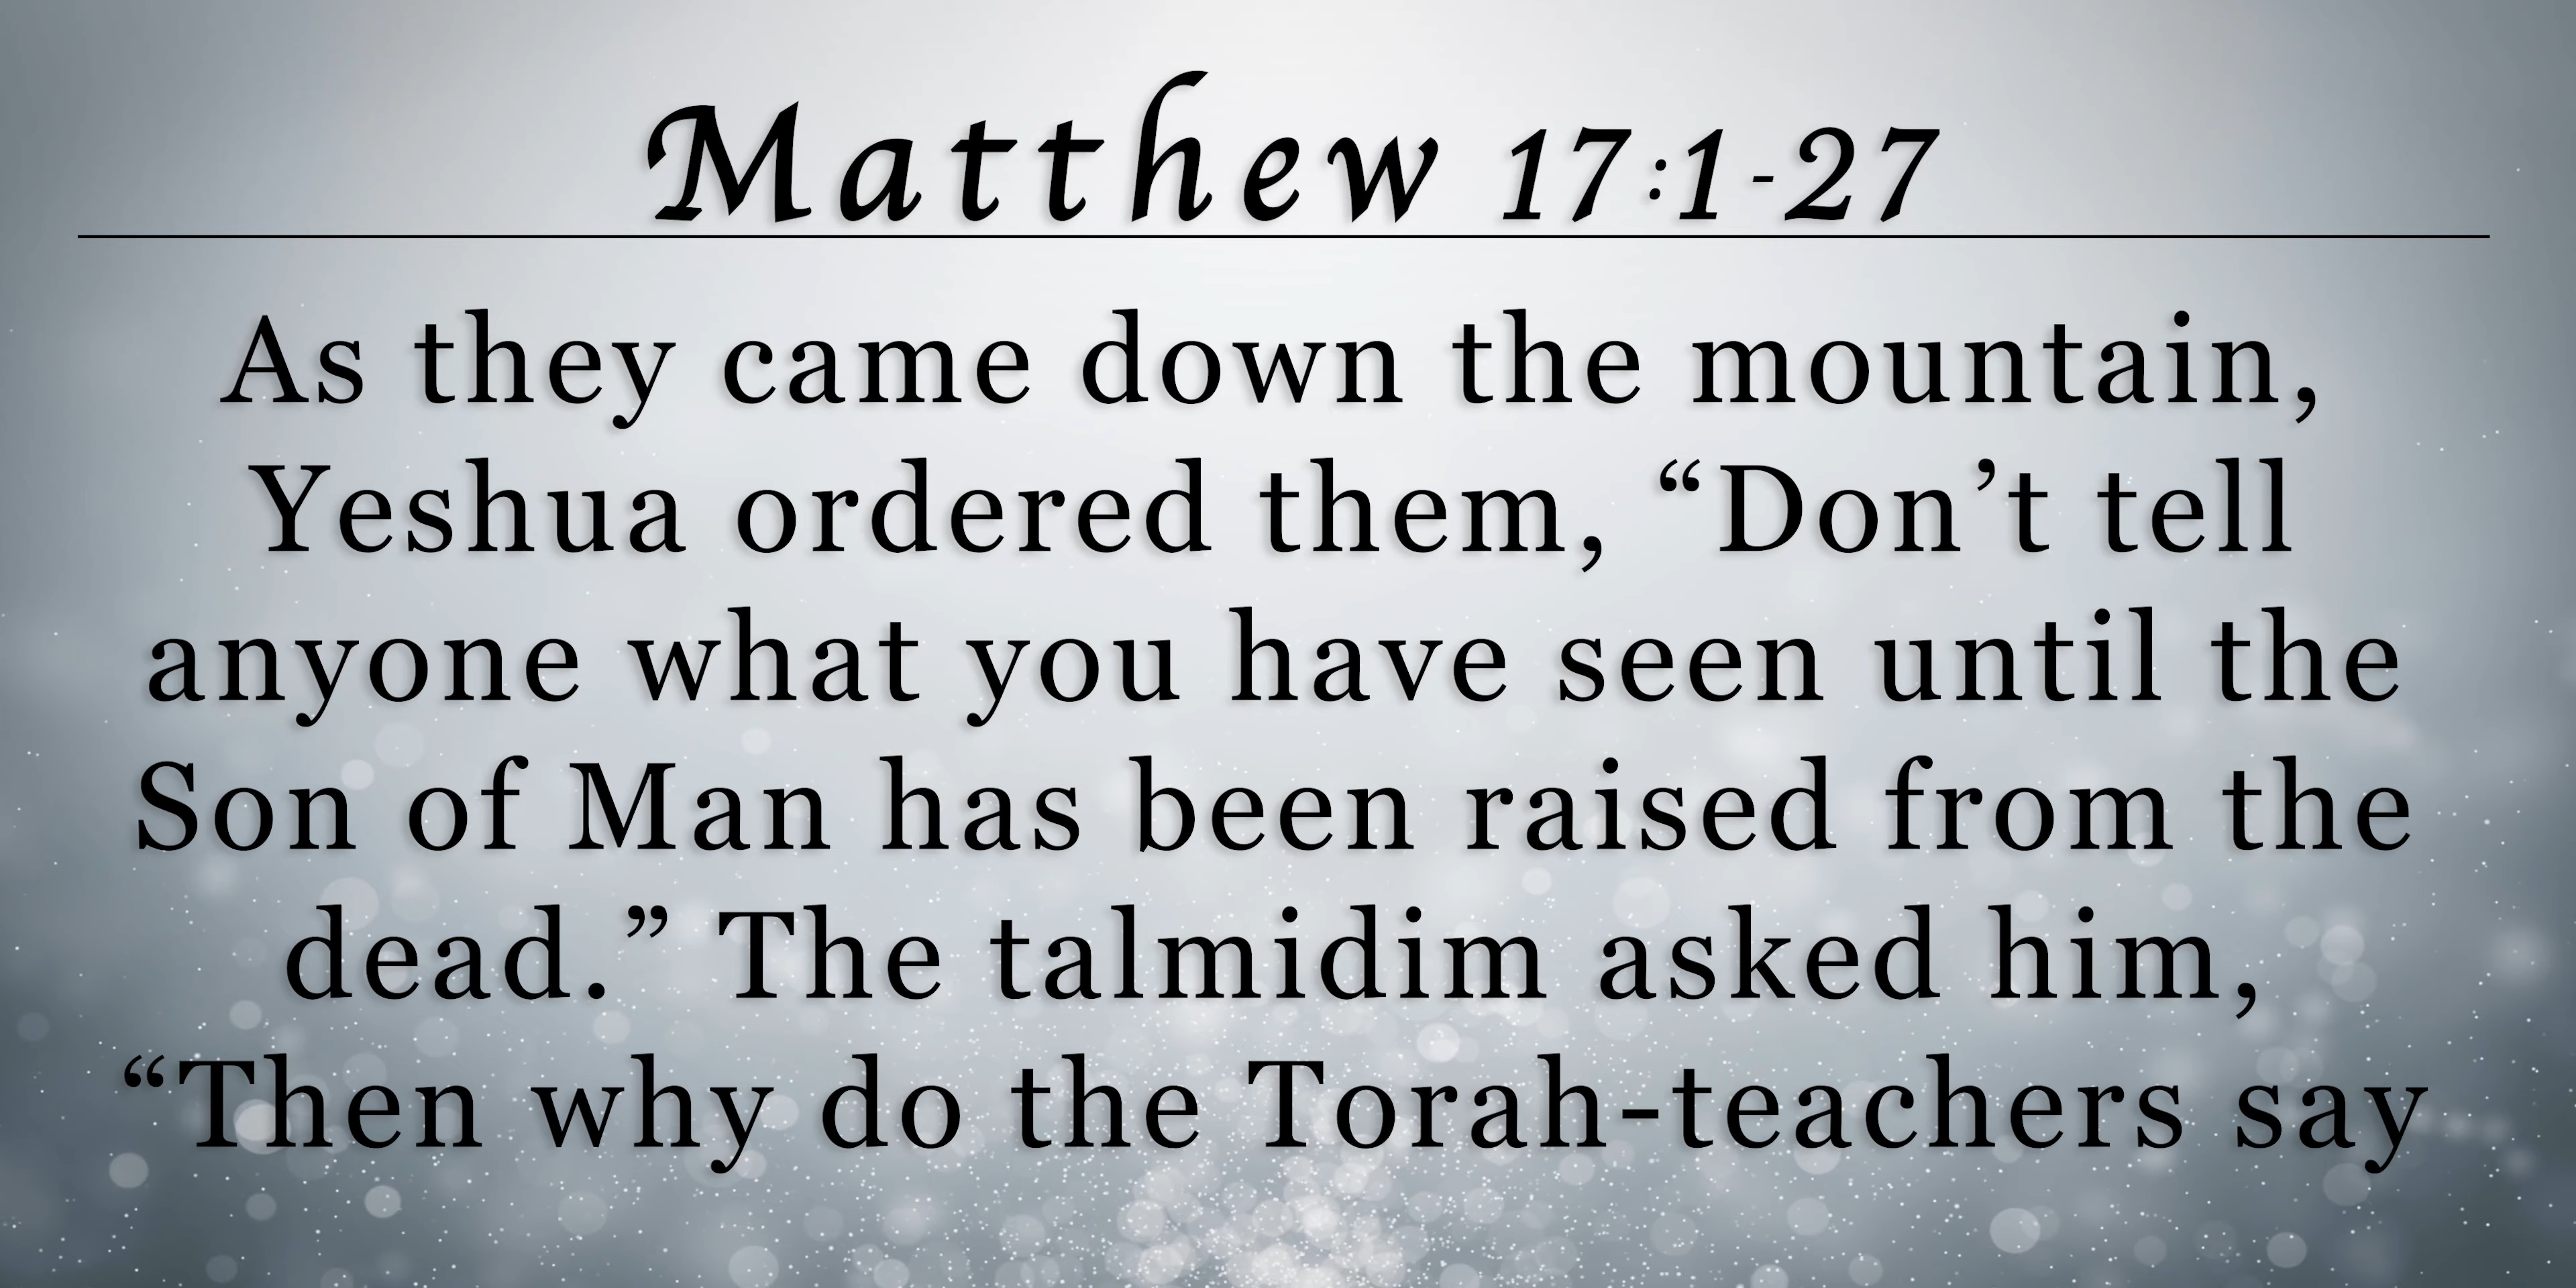 Matthew 17:1-27
As they came down the mountain,
Yeshua ordered them, “Don’t tell
anyone what you have seen until the
Son of Man has been raised from the
dead.” The talmidim asked him,
“Then why do the Torah-teachers say